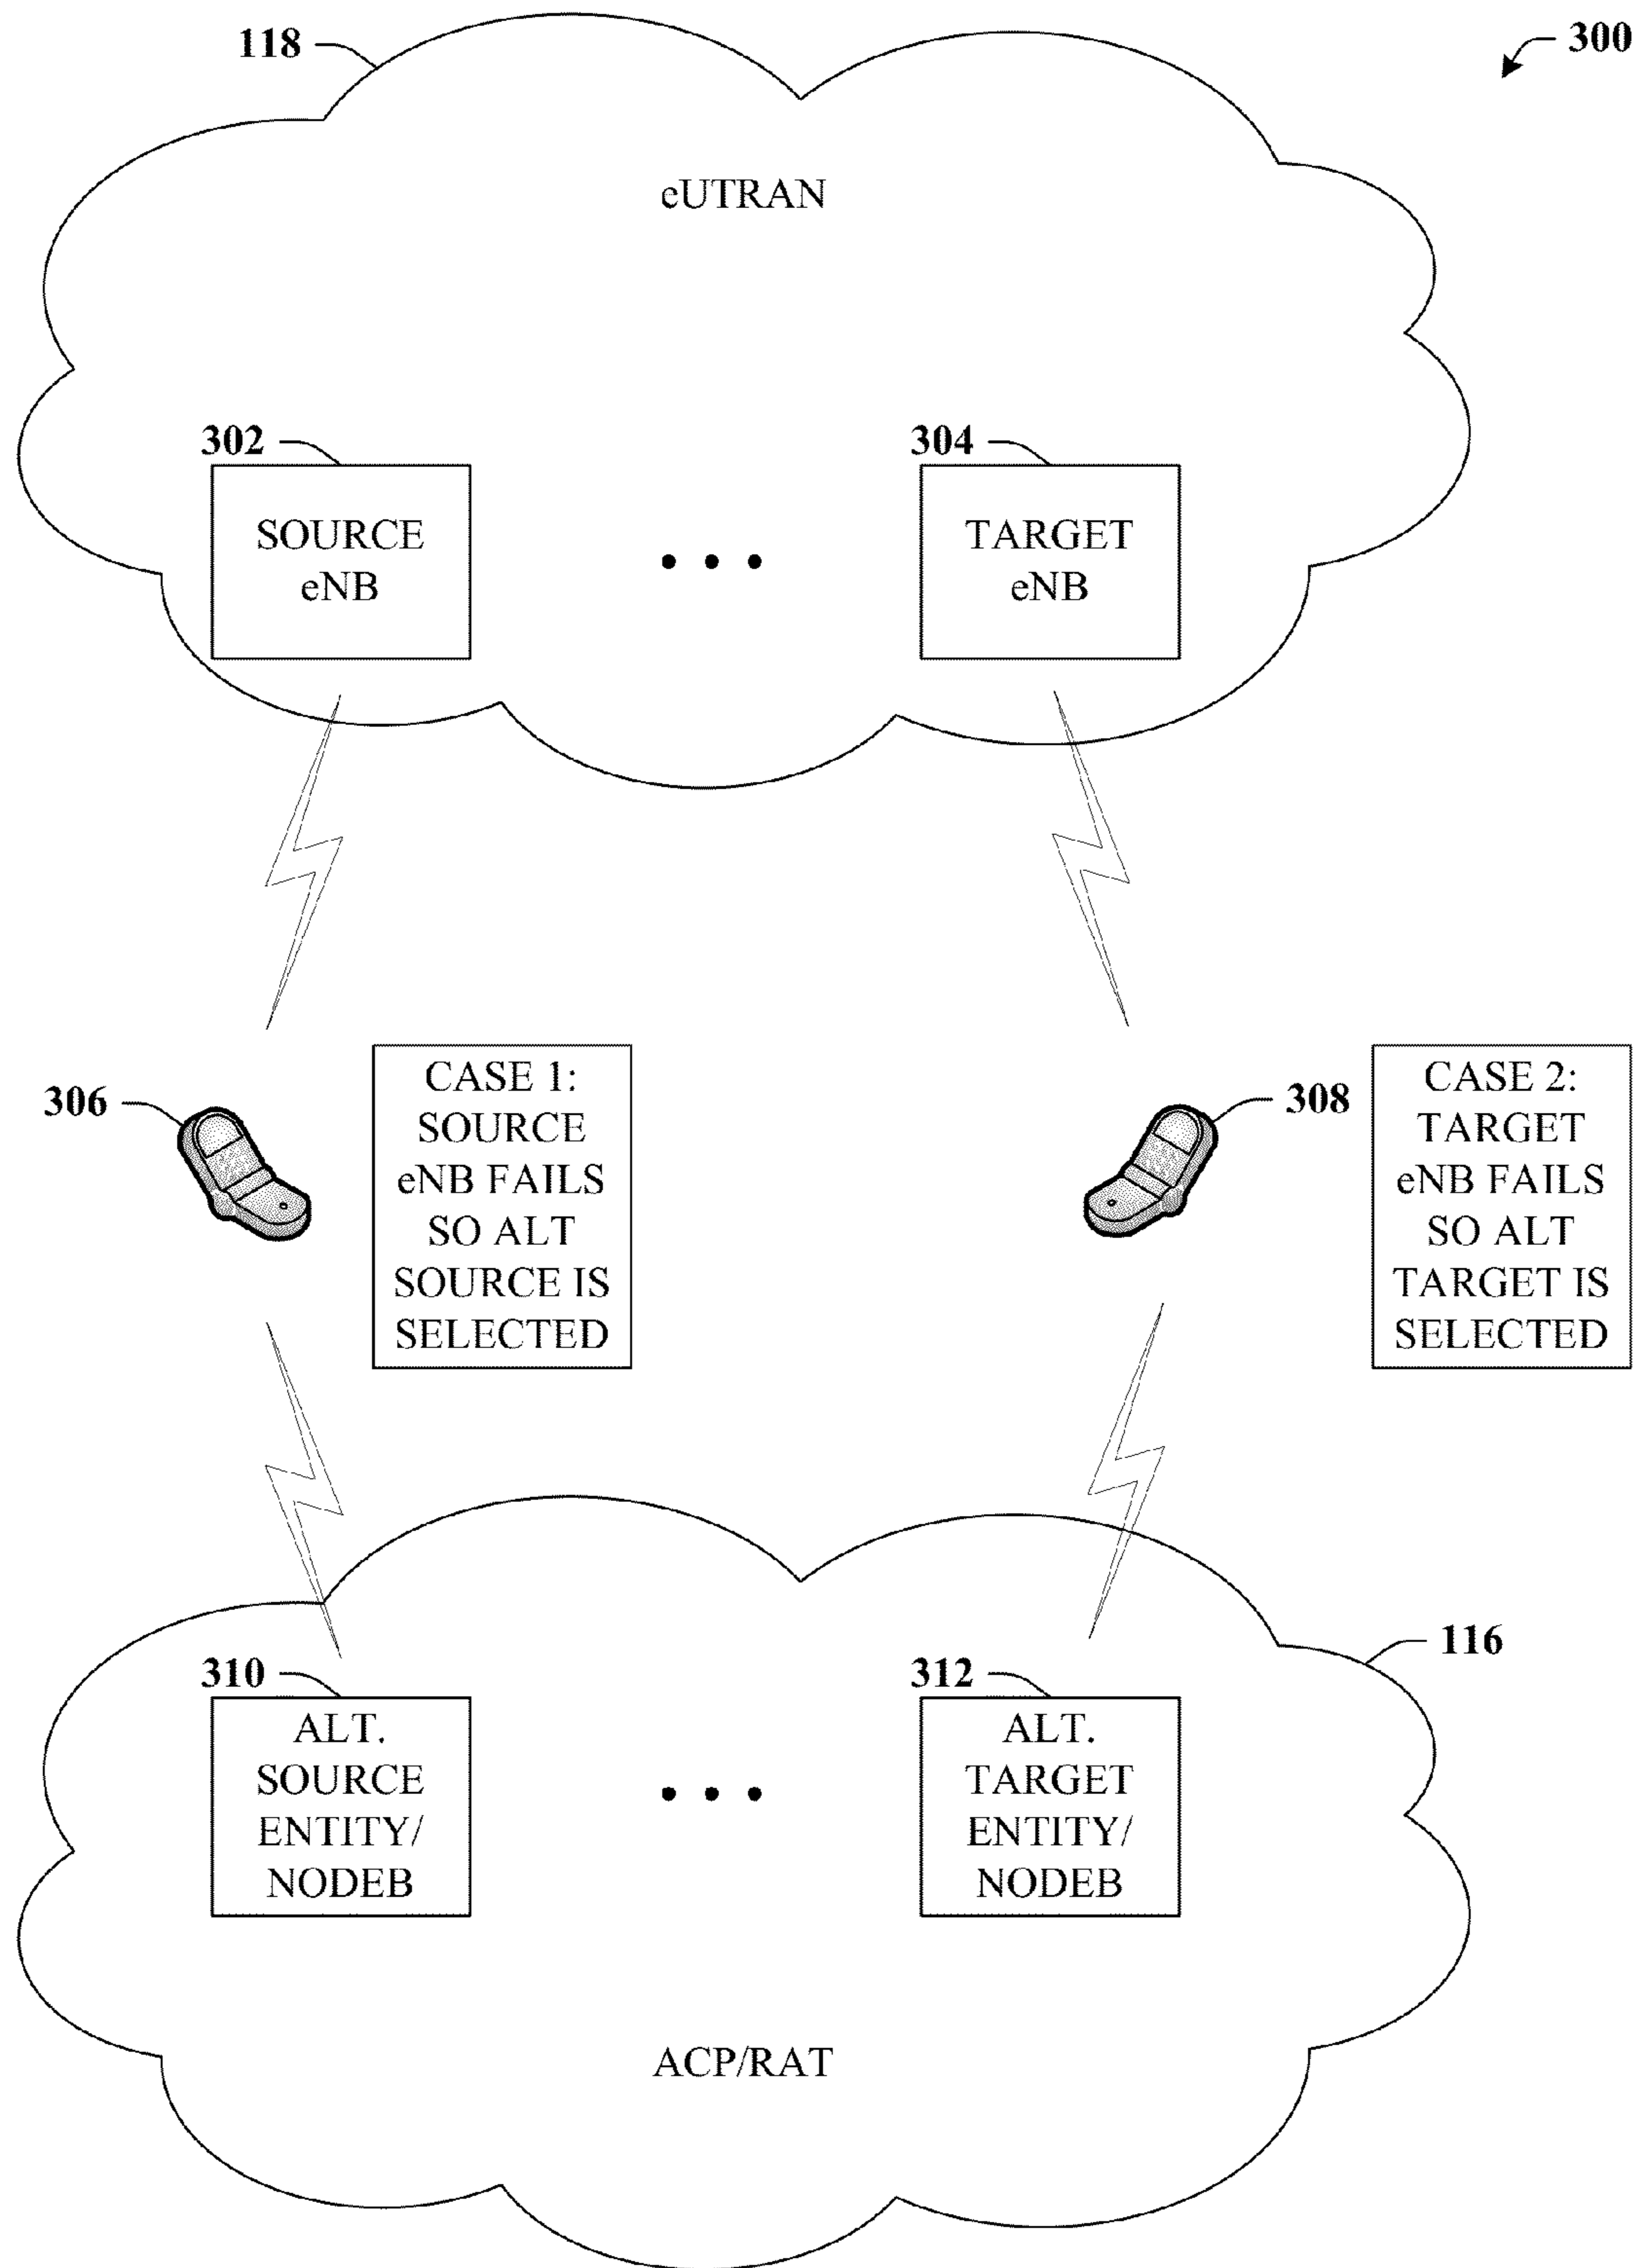 118
300
eUTRAN
302
304
SOURCE
eNB
TARGET
eNB
306
CASE 1:
SOURCE
eNB FAILS
SO ALT
SOURCE IS
SELECTED
308
CASE 2:
TARGET
eNB FAILS
SO ALT
TARGET IS
SELECTED
116
310
312
ALT.
SOURCE
ENTITY/
NODEB
ALT.
TARGET
ENTITY/
NODEB
ACP/RAT